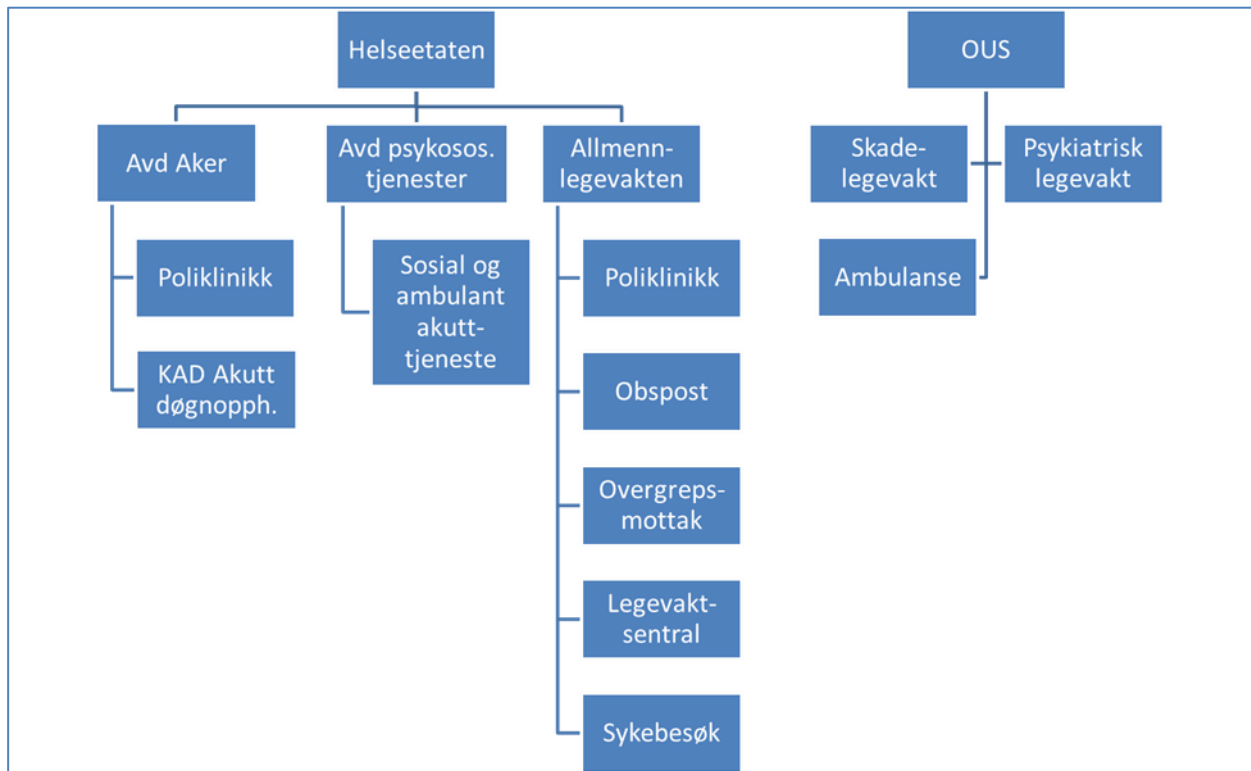 Helseetaten
OUS
Avd Aker
Avd psykosos.
tjenester
Allmenn-
legevakten
Skade-
legevakt
Psykiatrisk
legevakt
Poliklinikk
Sosial og
ambulant
akutt-
tjeneste
Poliklinikk
Ambulanse
KAD Akutt
døgnopph.
Obspost
Overgreps-
mottak
Legevakt-
sentral
Sykebesøk